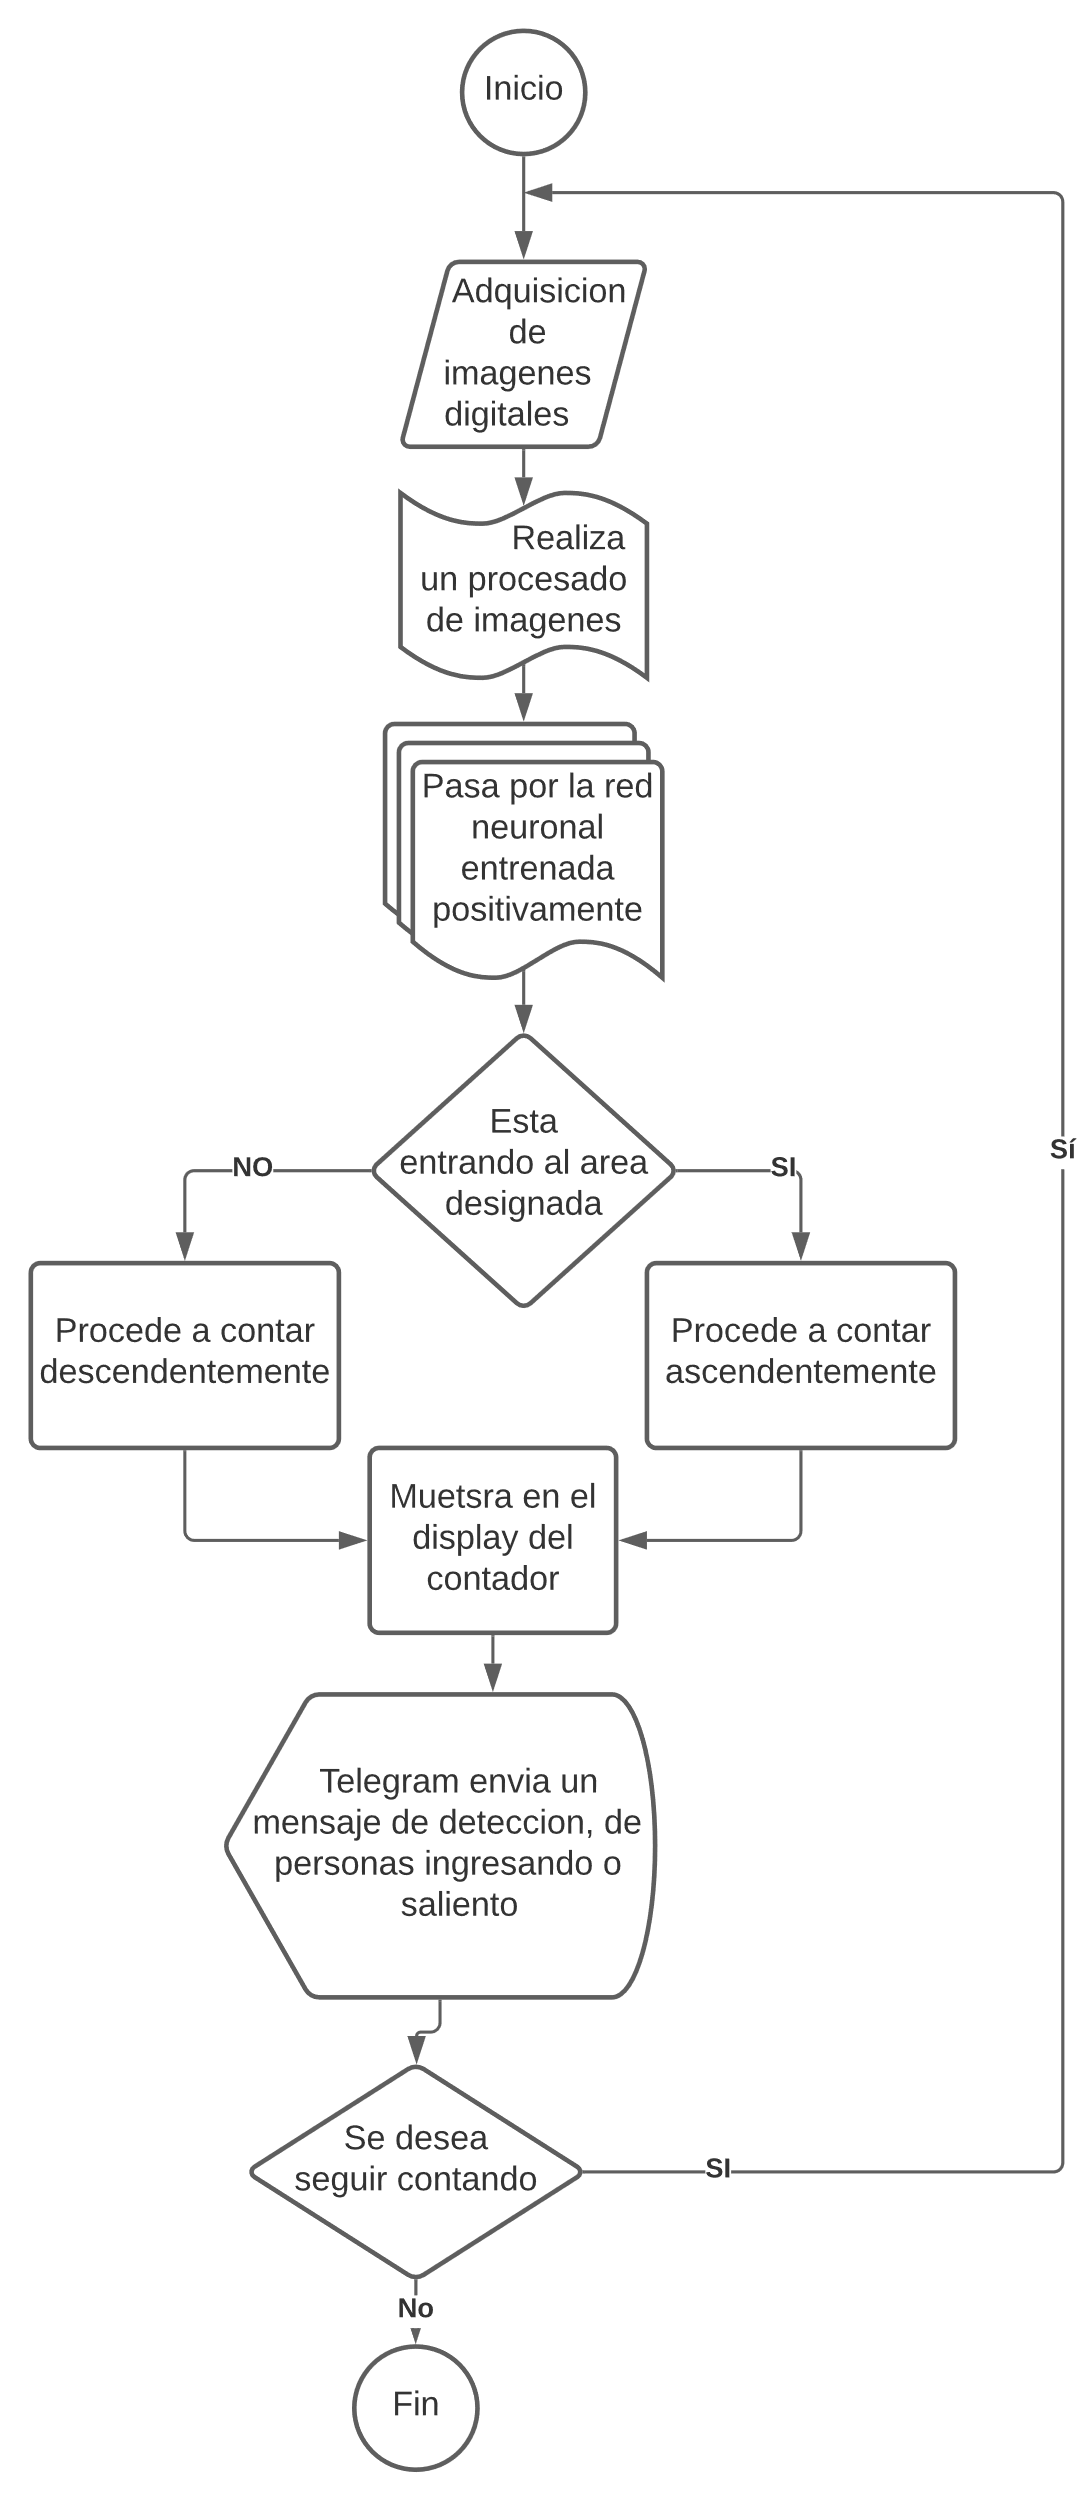 Inicio
Adquisicion
de
imagenes
digitales
Realiza
un procesado
de imagenes
Pasa por la red
neuronal
entrenada
positivamente
Esta
entrando al area
designada
NO
SI
Sí
Procede a contar
descendentemente
Procede a contar
ascendentemente
Muetsra en el
display del
contador
Telegram envia un
mensaje de deteccion, de
personas ingresando o
saliento
Se desea
seguir contando
SI
No
Fin